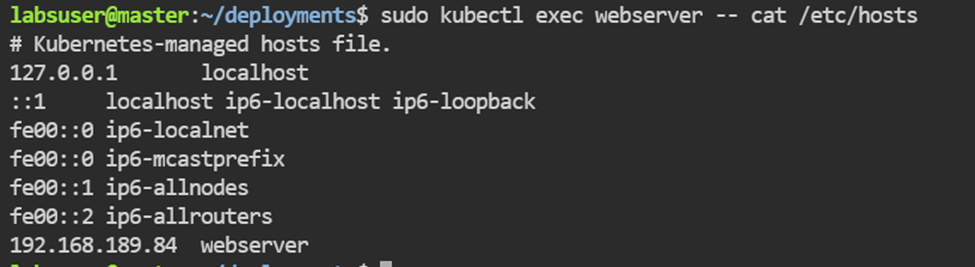 labsuser@master:~/deployments$ sudo kubectl exec webserver -- cat /etc/hosts
# Kubernetes-managed hosts file.
127.0.0.1       localhost
::1     localhost ip6-localhost ip6-loopback
fe00::0 ip6-localnet
fe00::0 ip6-mcastprefix
fe00::1 ip6-allnodes
fe00::2 ip6-allrouters
192.168.189.84  webserver